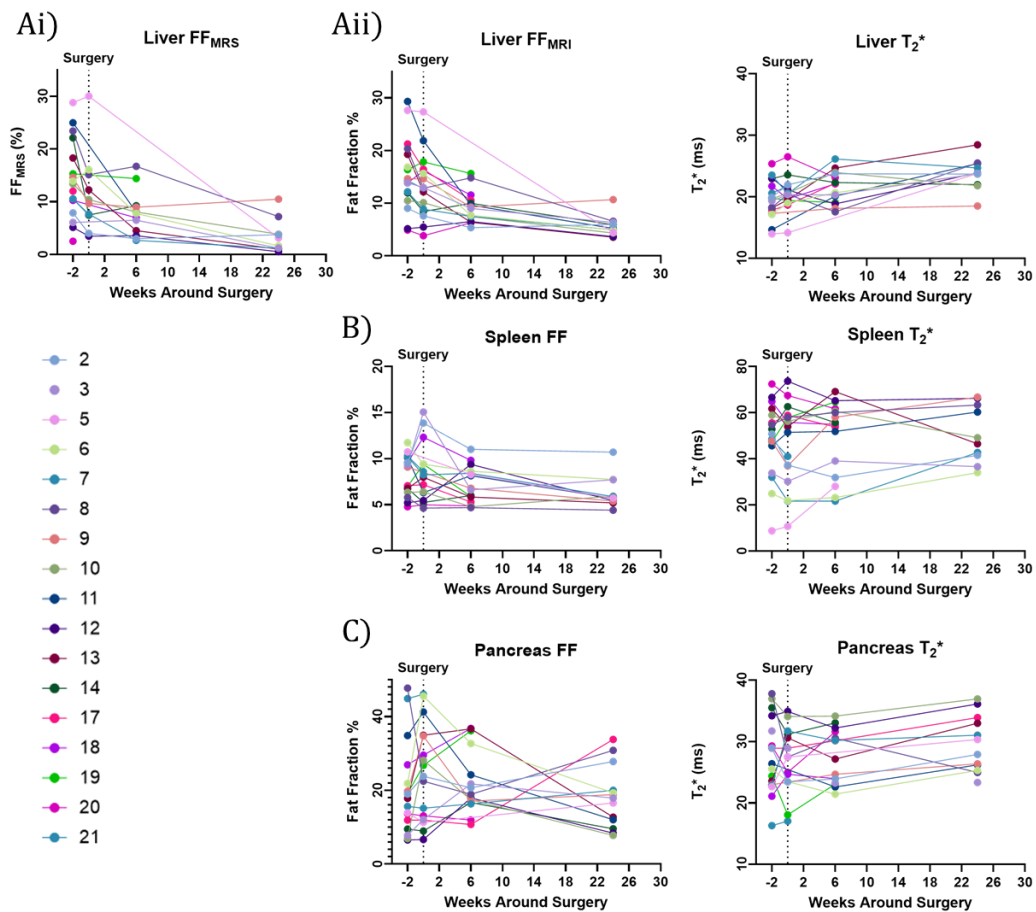 Ai)
Liver FF_MRS
Surgery
FF_MRS (%)
30
20
10
0
-2 2 6 10 14 18 22 26 30
Weeks Around Surgery
Aii)
Liver FF_MRI
Surgery
Fat Fraction %
30
20
10
0
-2 2 6 10 14 18 22 26 30
Weeks Around Surgery
Liver T2*
Surgery
T2* (ms)
40
30
20
10
-2 2 6 10 14 18 22 26 30
Weeks Around Surgery
2
3
5
6
7
8
9
10
11
12
13
14
17
18
19
20
21
B)
Spleen FF
Surgery
Fat Fraction %
20
15
10
5
0
-2 2 6 10 14 18 22 26 30
Weeks Around Surgery
Spleen T2*
Surgery
T2* (ms)
80
60
40
20
0
-2 2 6 10 14 18 22 26 30
Weeks Around Surgery
C)
Pancreas FF
Surgery
Fat Fraction %
40
20
0
-2 2 6 10 14 18 22 26 30
Weeks Around Surgery
Pancreas T2*
Surgery
T2* (ms)
40
30
20
10
-2 2 6 10 14 18 22 26 30
Weeks Around Surgery